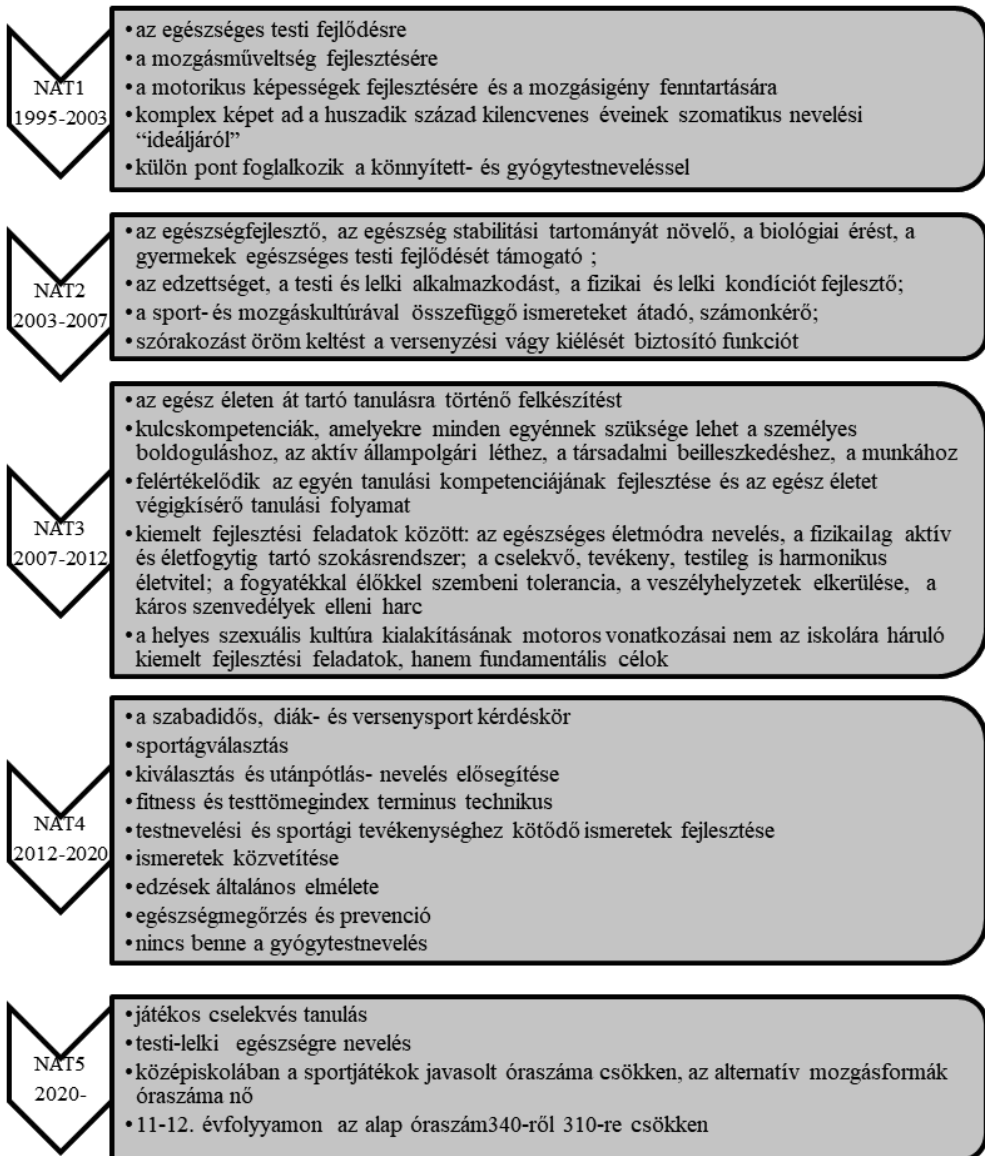 NAT1
1995-2003
•az egészséges testi fejlődésre
•a mozgásműveltség fejlesztésére
•a motorikus képességek fejlesztésére és a mozgásigény fenntartására
•komplex képet ad a huszadik század kilencvenes éveinek szomatikus nevelési
“ideáljáról”
•külön pont foglalkozik a könnyített- és gyógytestneveléssel
NAT2
2003-2007
•az egészségfejlesztő, az egészség stabilitási tartományát növelő, a biológiai érést, a
gyermekek egészséges testi fejlődését támogató ;
•az edzettséget, a testi és lelki alkalmazkodást, a fizikai és lelki kondíciót fejlesztő;
•a sport- és mozgáskultúrával összefüggő ismereteket átadó, számonkérő;
•szórakozást öröm keltést a versenyzési vágy kiélését biztosító funkciót
NAT3
2007-2012
•az egész életen át tartó tanulásra történő felkészítést
•kulcskompetenciák, amelyekre minden egyénnek szüksége lehet a személyes
boldoguláshoz, az aktív állampolgári léthez, a társadalmi beilleszkedéshez, a munkához
•felértékelődik az egyén tanulási kompetenciájának fejlesztése és az egész életet
végigkísérő tanulási folyamat
•kiemelt fejlesztési feladatok között: az egészséges életmódra nevelés, a fizikailag aktív
és életfogytig tartó szokásrendszer; a cselekvő, tevékeny, testileg is harmonikus
életvitel; a fogyatékkal élőkkel szembeni tolerancia, a veszélyhelyzetek elkerülése, a
káros szenvedélyek elleni harc
•a helyes szexuális kultúra kialakításának motoros vonatkozásai nem az iskolára háruló
kiemelt fejlesztési feladatok, hanem fundamentális célok
NAT4
2012-2020
•a szabadidős, diák- és versenysport kérdéskör
•sportágválasztás
•kiválasztás és utánpótlás- nevelés elősegítése
•fitness és testtömegindex terminus technikus
•testnevelési és sportági tevékenységhez kötődő ismeretek fejlesztése
•ismeretek közvetítése
•edzések általános elmélete
•egészségmegőrzés és prevenció
•nincs benne a gyógytestnevelés
NAT5
2020-
•játékos cselekvés tanulás
•testi-lelki egészségre nevelés
•középiskolában a sportjátékok javasolt óraszáma csökken, az alternatív mozgásformák
óraszáma nő
•11-12. évfolyyamon az alap óraszám340-ről 310-re csökken